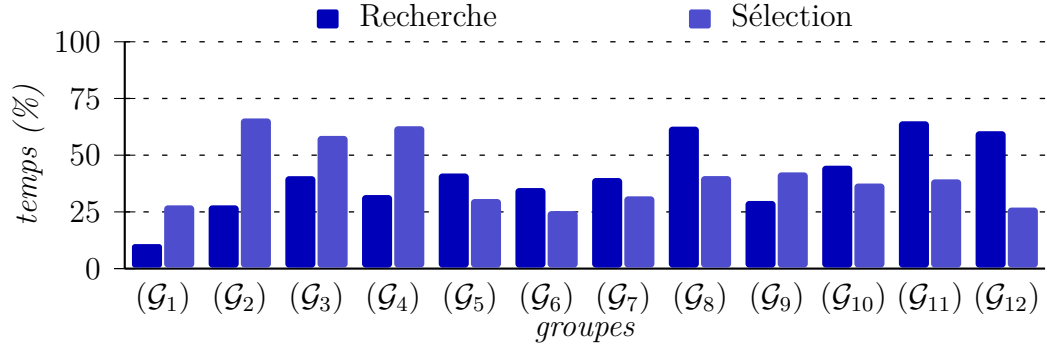 Recherche Sélection
100
75
50
25
0
temps (%)
(𝒢₁) (𝒢₂) (𝒢₃) (𝒢₄) (𝒢₅) (𝒢₆) (𝒢₇) (𝒢₈) (𝒢₉) (𝒢₁₀) (𝒢₁₁) (𝒢₁₂)
groupes